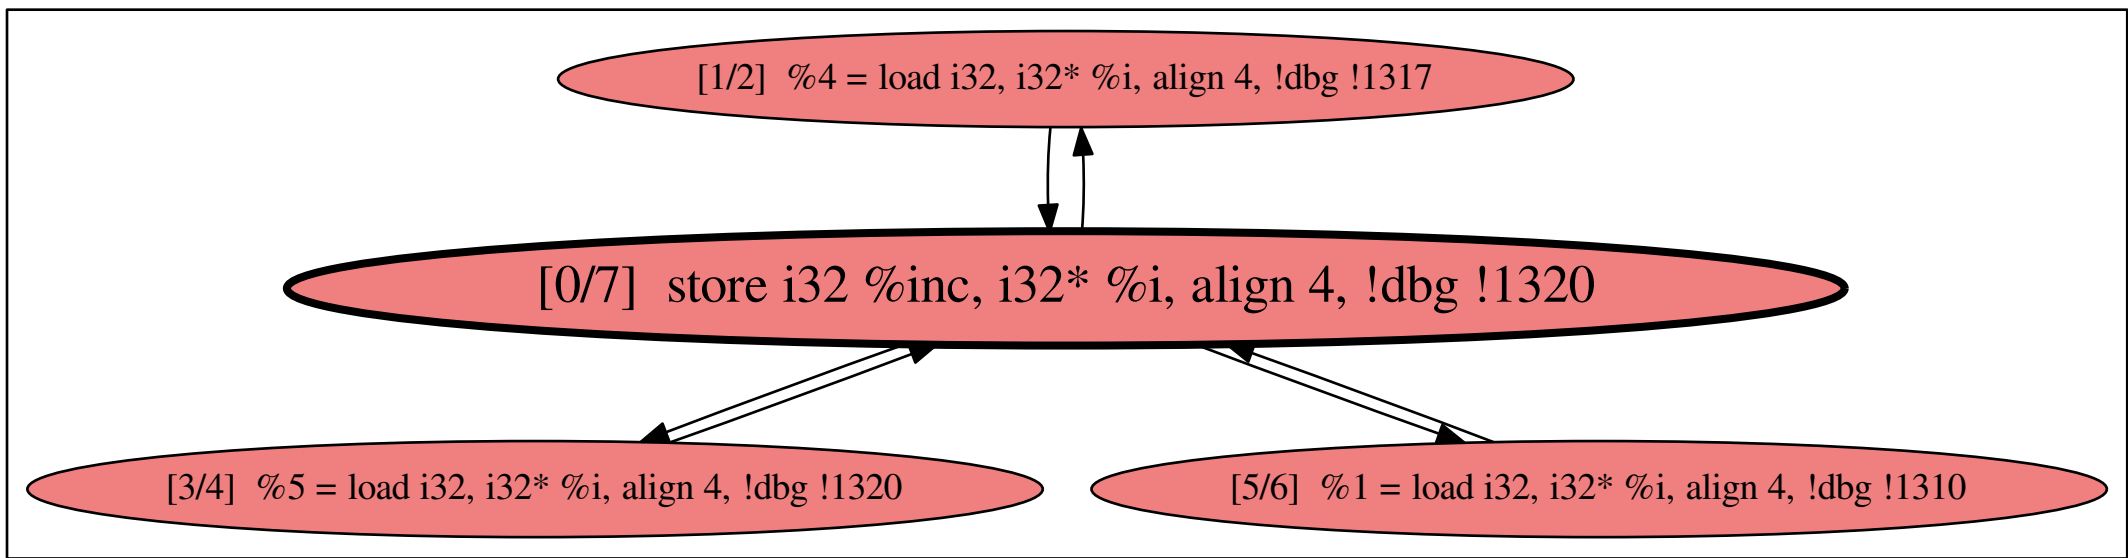 [1/2]  %4 = load i32, i32* %i, align 4, !dbg !1317
[0/7]  store i32 %inc, i32* %i, align 4, !dbg !1320
[3/4]  %5 = load i32, i32* %i, align 4, !dbg !1320
[5/6]  %1 = load i32, i32* %i, align 4, !dbg !1310